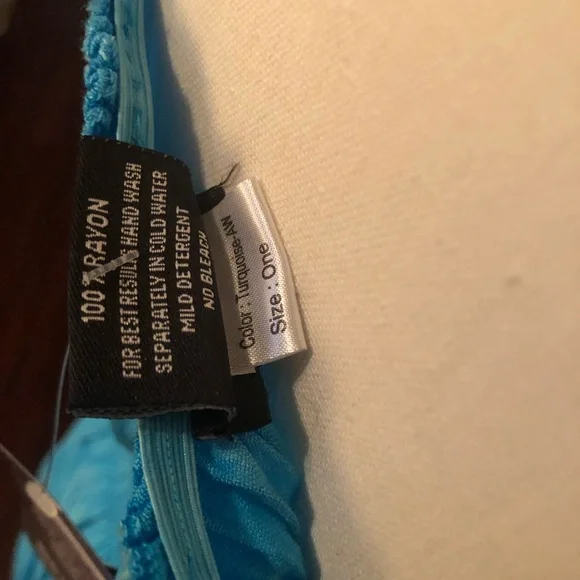 100% RAYON
FOR BEST RESULTS HAND WASH
SEPARATELY IN COLD WATER
MILD DETERGENT
NO BLEACH
Color : Turquoise-AW
Size : One